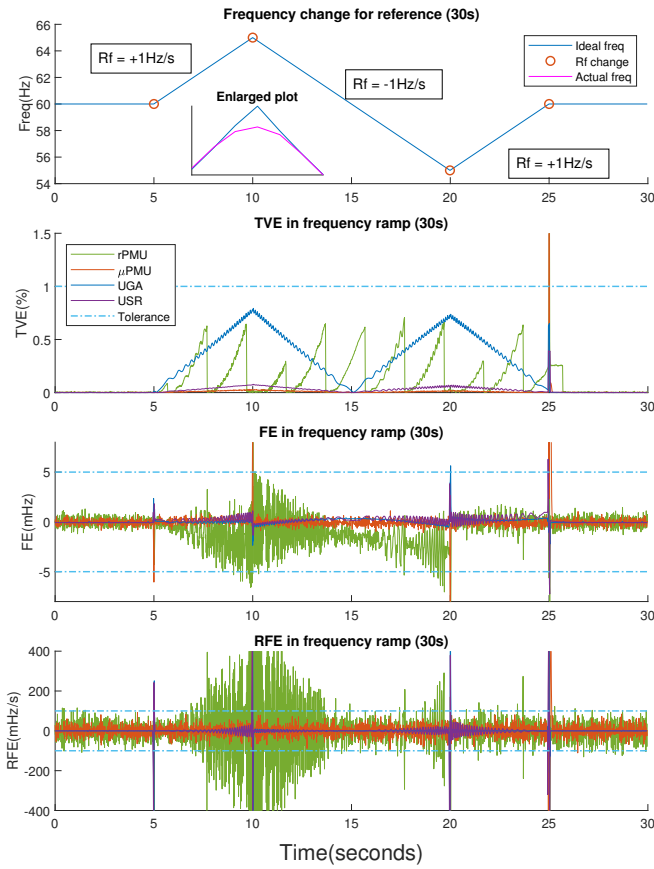 Frequency change for reference (30s)
Freq(Hz)
66
64
62
60
58
56
54
Rf = +1Hz/s
Rf = -1Hz/s
Rf = +1Hz/s
Enlarged plot
Ideal freq
Rf change
Actual freq
0 5 10 15 20 25 30
TVE in frequency ramp (30s)
TVE(%)
1.5
1
0.5
0
rPMU
μPMU
UGA
USR
Tolerance
0 5 10 15 20 25 30
FE in frequency ramp (30s)
FE(mHz)
5
0
-5
0 5 10 15 20 25 30
RFE in frequency ramp (30s)
RFE(mHz/s)
400
200
0
-200
-400
0 5 10 15 20 25 30
Time(seconds)